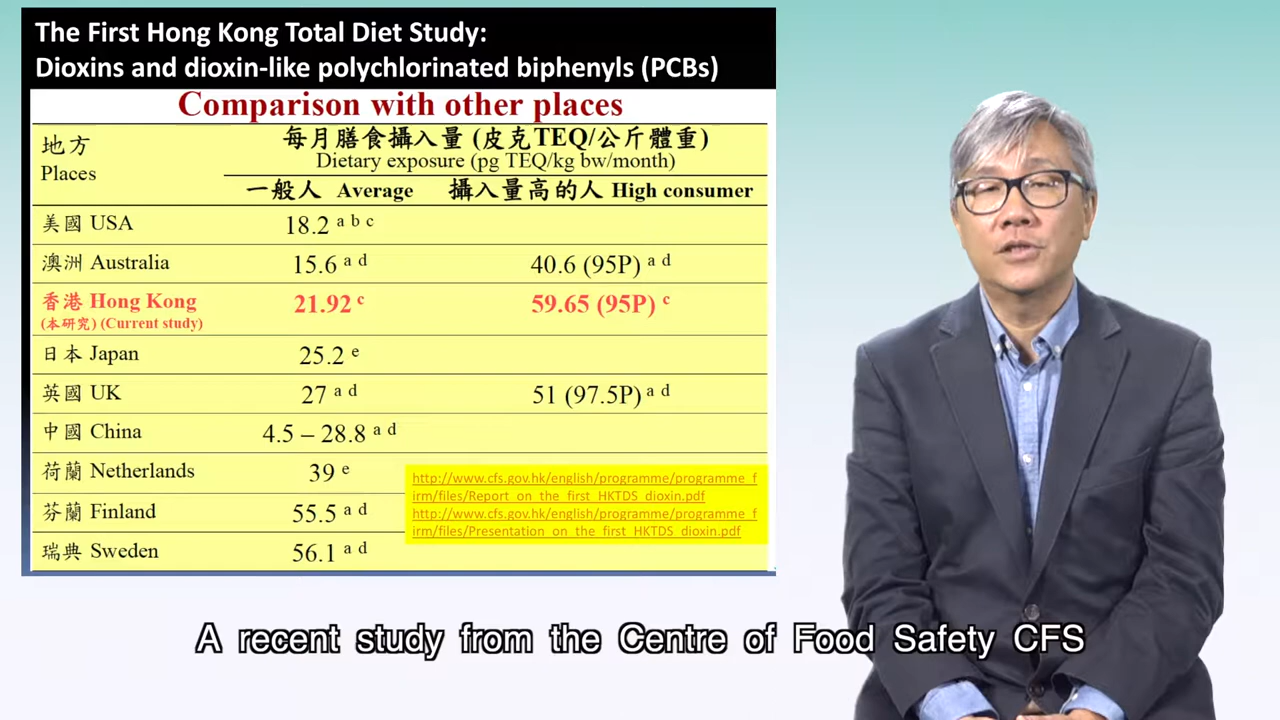 The First Hong Kong Total Diet Study:
Dioxins and dioxin-like polychlorinated biphenyls (PCBs)
Comparison with other places
地方
Places
每月膳食攝入量 (皮克TEQ/公斤體重)
Dietary exposure (pg TEQ/kg bw/month)
一般人 Average
攝入量高的人 High consumer
美國 USA 18.2 a b c
澳洲 Australia 15.6 a d 40.6 (95P) a d
香港 Hong Kong 21.92 c 59.65 (95P) c
(本研究) (Current study)
日本 Japan 25.2 e
英國 UK 27 a d 51 (97.5P) a d
中國 China 4.5 – 28.8 a d
荷蘭 Netherlands 39 e
芬蘭 Finland 55.5 a d
瑞典 Sweden 56.1 a d
http://www.cfs.gov.hk/english/programme/programme_f
irm/files/Report_on_the_first_HKTDS_dioxin.pdf
http://www.cfs.gov.hk/english/programme/programme_f
irm/files/Presentation_on_the_first_HKTDS_dioxin.pdf
A recent study from the Centre of Food Safety CFS